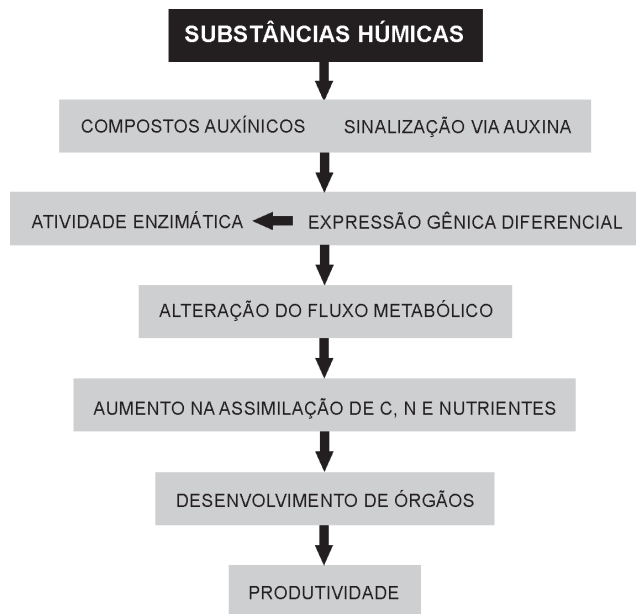 SUBSTÂNCIAS HÚMICAS
COMPOSTOS AUXÍNICOS SINALIZAÇÃO VIA AUXINA
ATIVIDADE ENZIMÁTICA EXPRESSÃO GÊNICA DIFERENCIAL
ALTERAÇÃO DO FLUXO METABÓLICO
AUMENTO NA ASSIMILAÇÃO DE C, N E NUTRIENTES
DESENVOLVIMENTO DE ÓRGÃOS
PRODUTIVIDADE